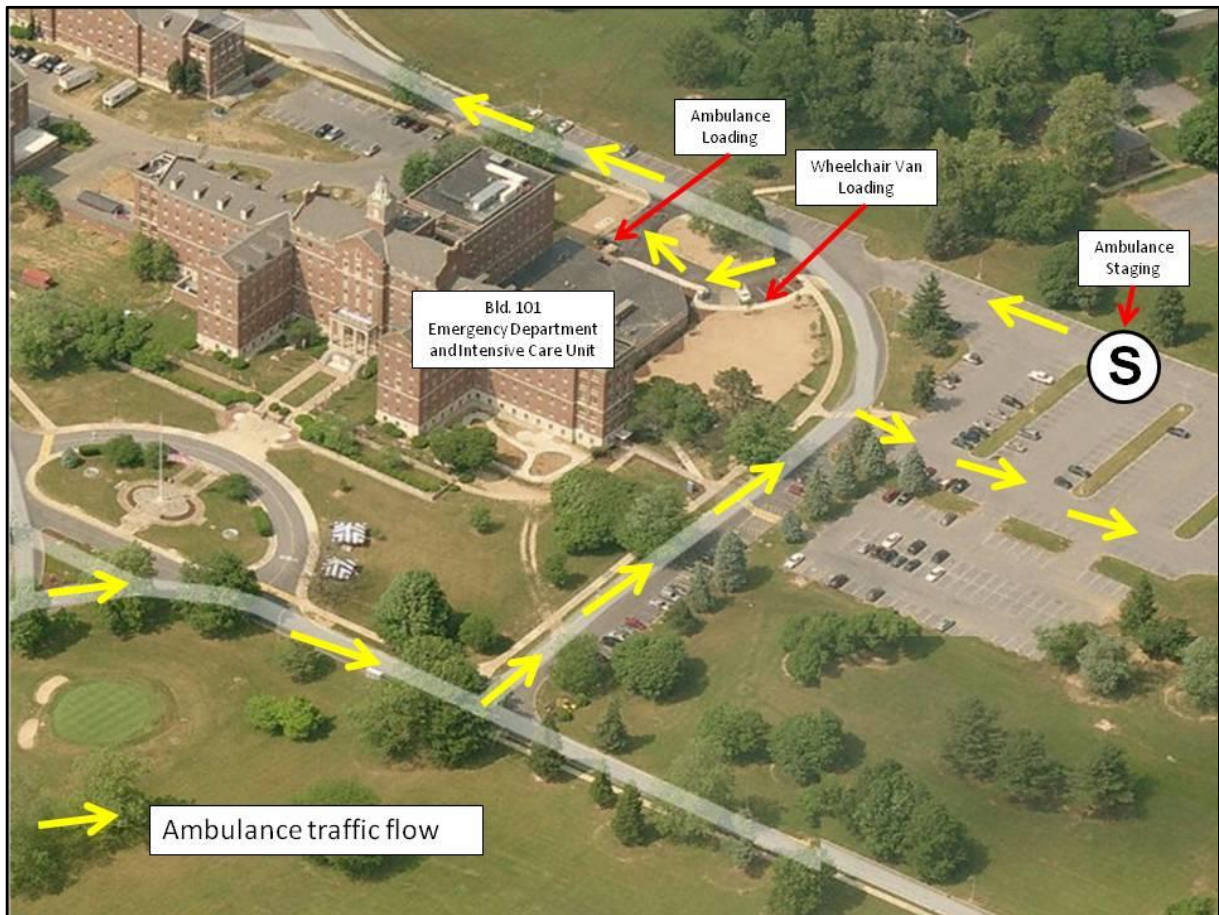 Ambulance
Loading
Wheelchair Van
Loading
Ambulance
Staging
S
Bld. 101
Emergency Department
and Intensive Care Unit
Ambulance traffic flow